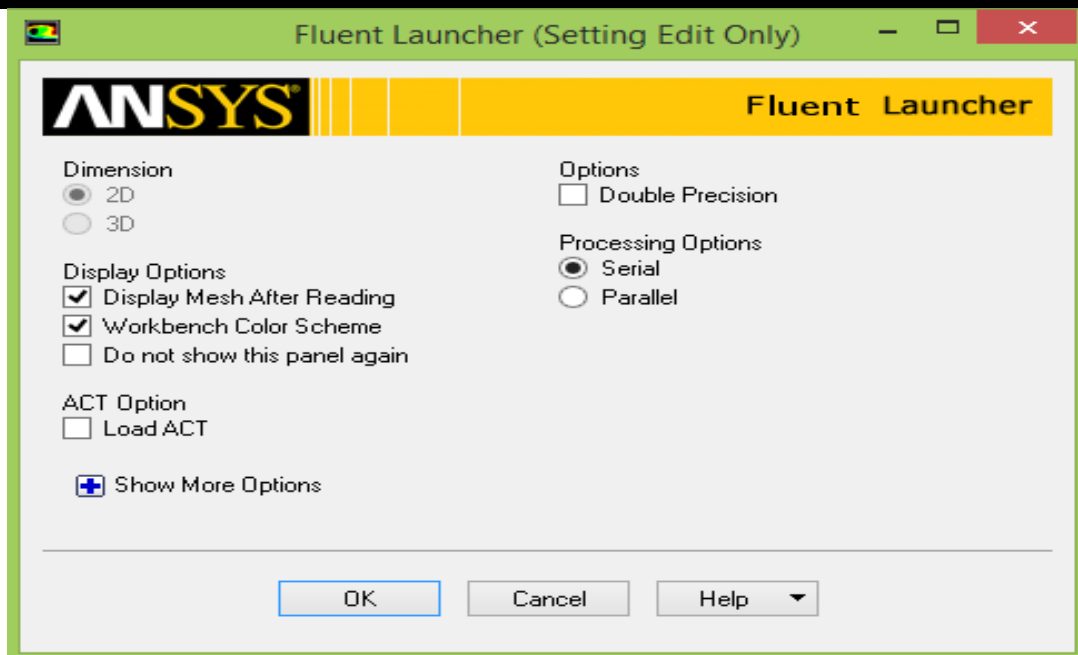 Fluent Launcher (Setting Edit Only)
ANSYS®
Fluent Launcher
Dimension
2D
3D
Display Options
Display Mesh After Reading
Workbench Color Scheme
Do not show this panel again
ACT Option
Load ACT
Show More Options
Options
Double Precision
Processing Options
Serial
Parallel
OK
Cancel
Help